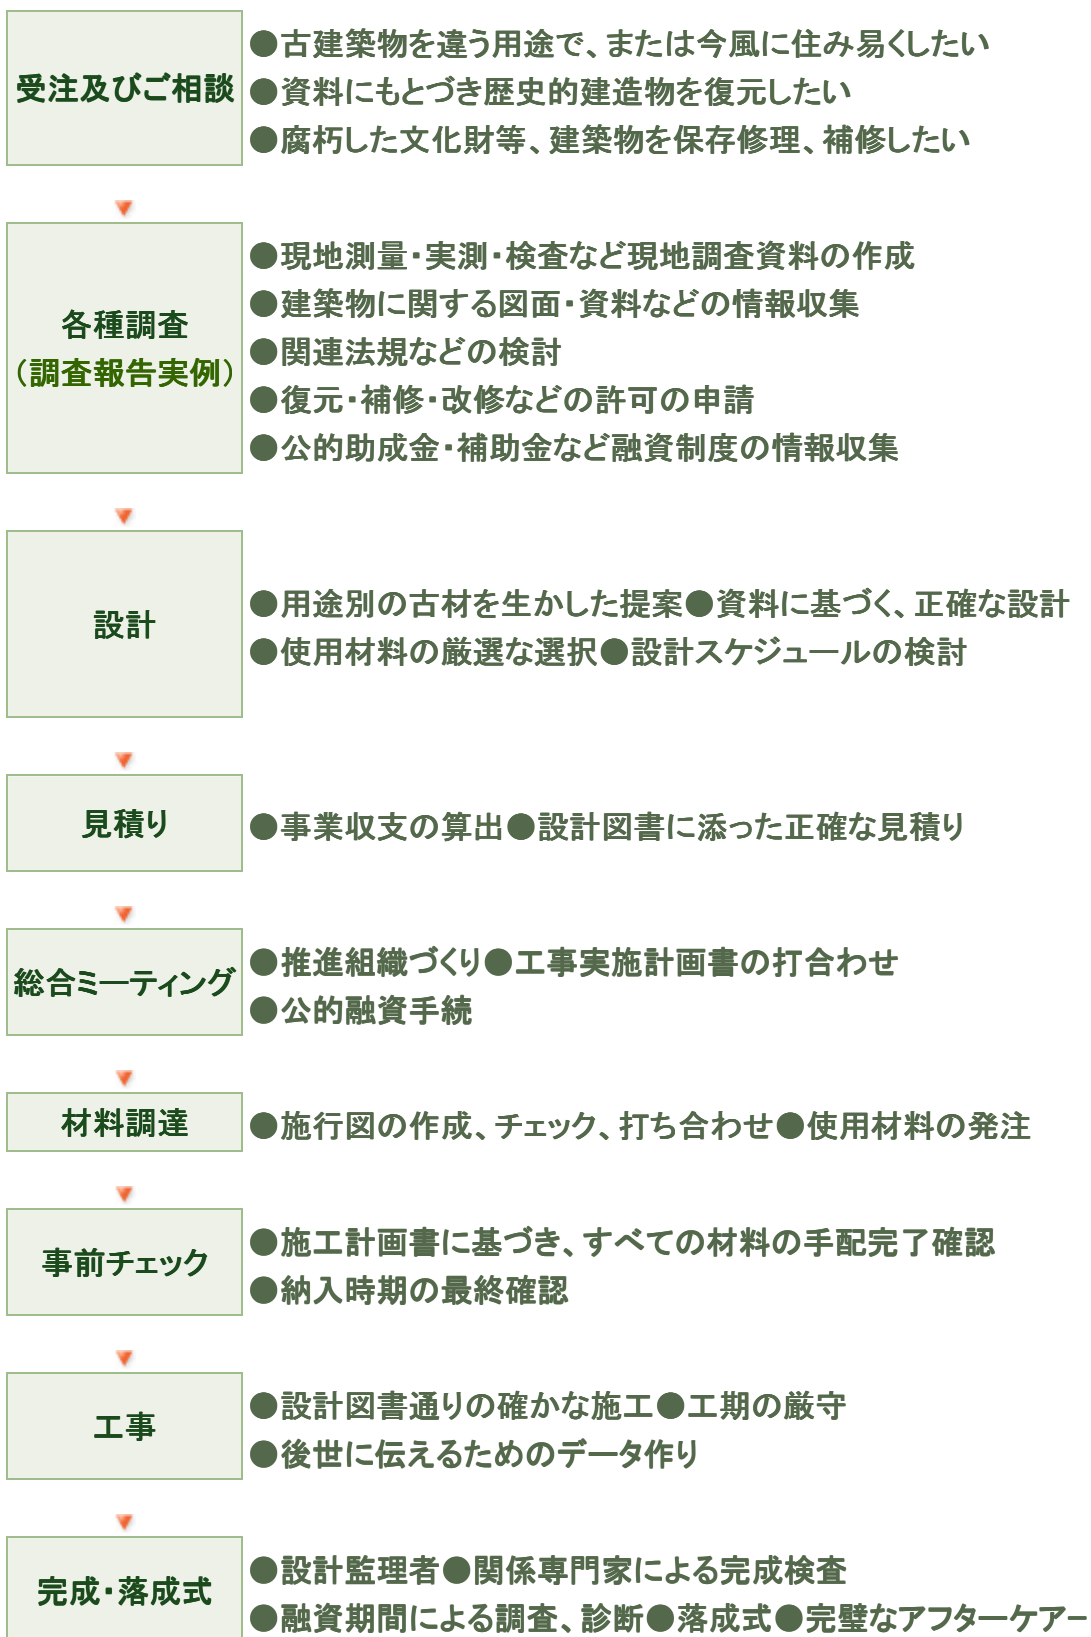 受注及びご相談
●古建築物を違う用途で、または今風に住み易くしたい
●資料にもとづき歴史的建造物を復元したい
●腐朽した文化財等、建築物を保存修理、補修したい
各種調査
（調査報告実例）
●現地測量・実測・検査など現地調査資料の作成
●建築物に関する図面・資料などの情報収集
●関連法規などの検討
●復元・補修・改修などの許可の申請
●公的助成金・補助金など融資制度の情報収集
設計
●用途別の古材を生かした提案●資料に基づく、正確な設計
●使用材料の厳選な選択●設計スケジュールの検討
見積り
●事業収支の算出●設計図書に添った正確な見積り
総合ミーティング
●推進組織づくり●工事実施計画書の打合わせ
●公的融資手続
材料調達
●施行図の作成、チェック、打ち合わせ●使用材料の発注
事前チェック
●施工計画書に基づき、すべての材料の手配完了確認
●納入時期の最終確認
工事
●設計図書通りの確かな施工●工期の厳守
●後世に伝えるためのデータ作り
完成・落成式
●設計監理者●関係専門家による完成検査
●融資期間による調査、診断●落成式●完璧なアフターケアー